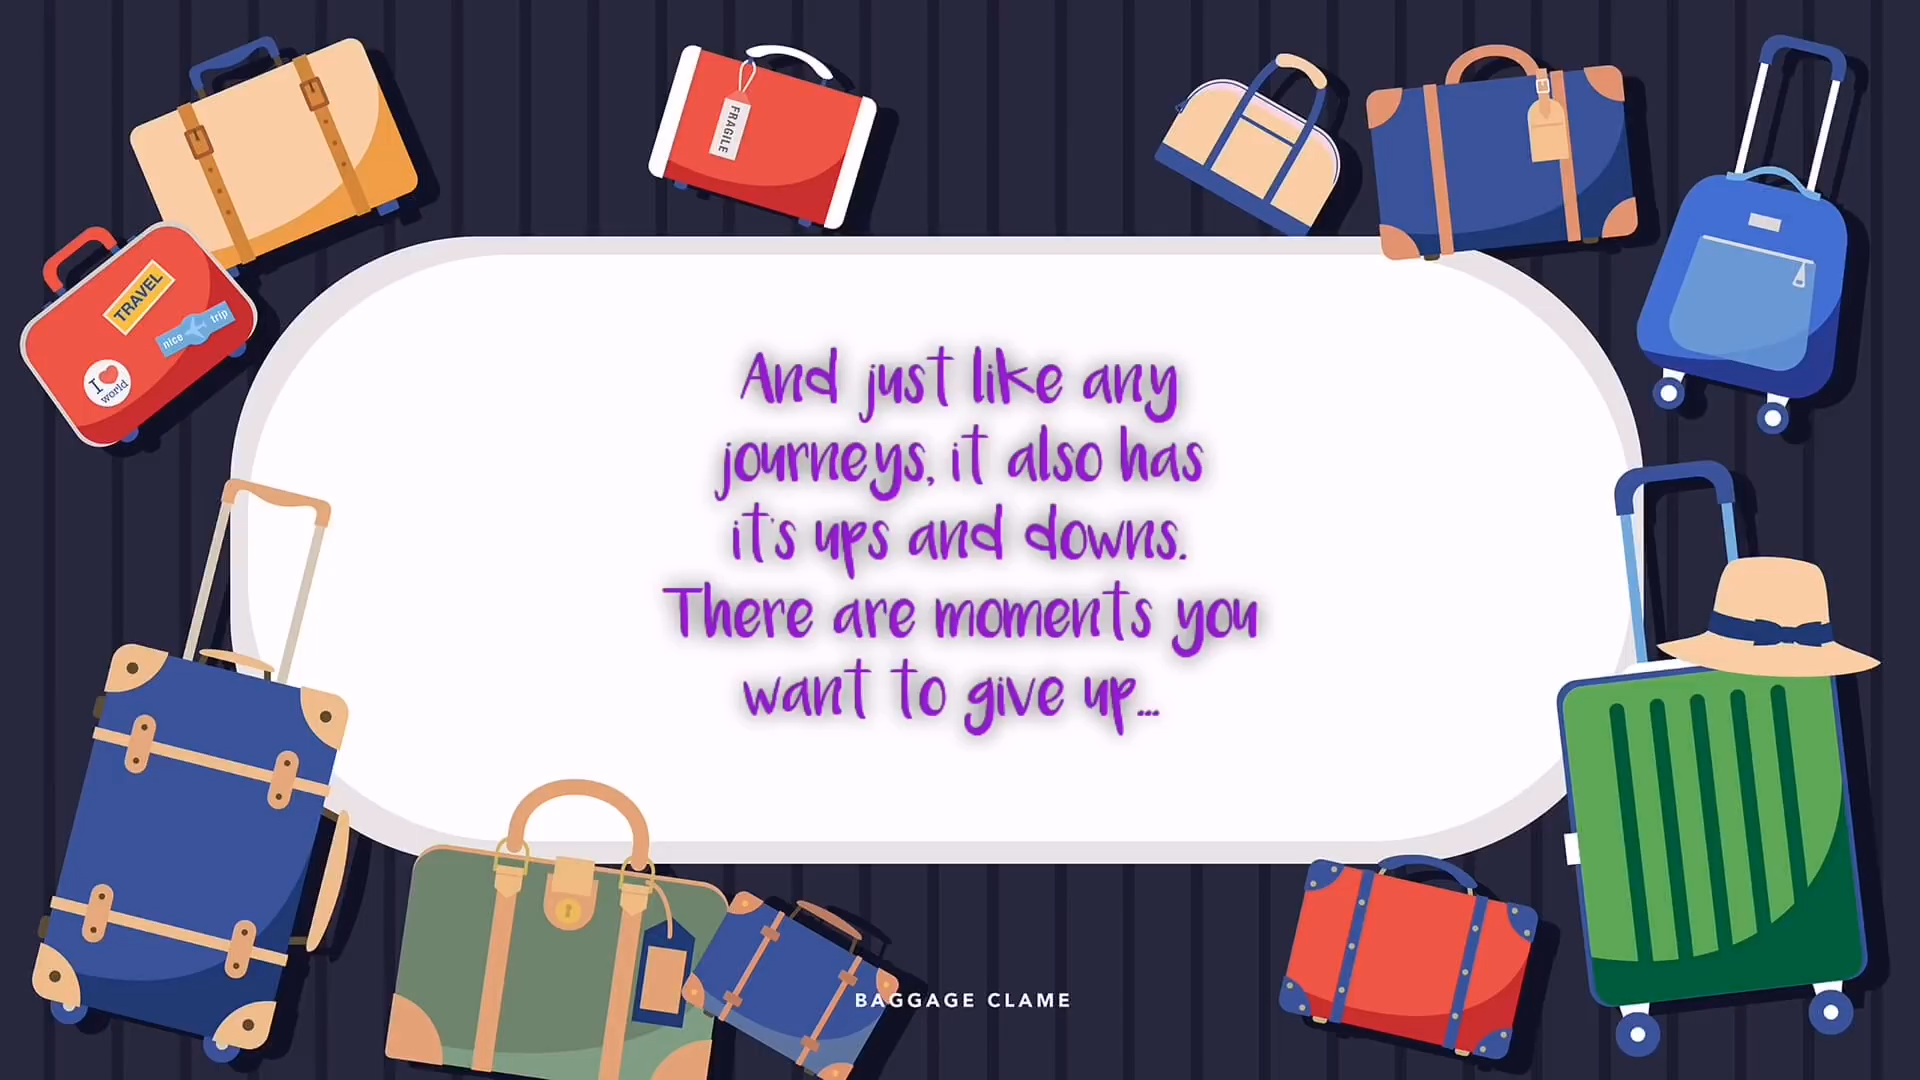 FRAGILE
TRAVEL
nice trip
I
world
And just like any
journeys, it also has
it's ups and downs.
There are moments you
want to give up...
BAGGAGE CLAME